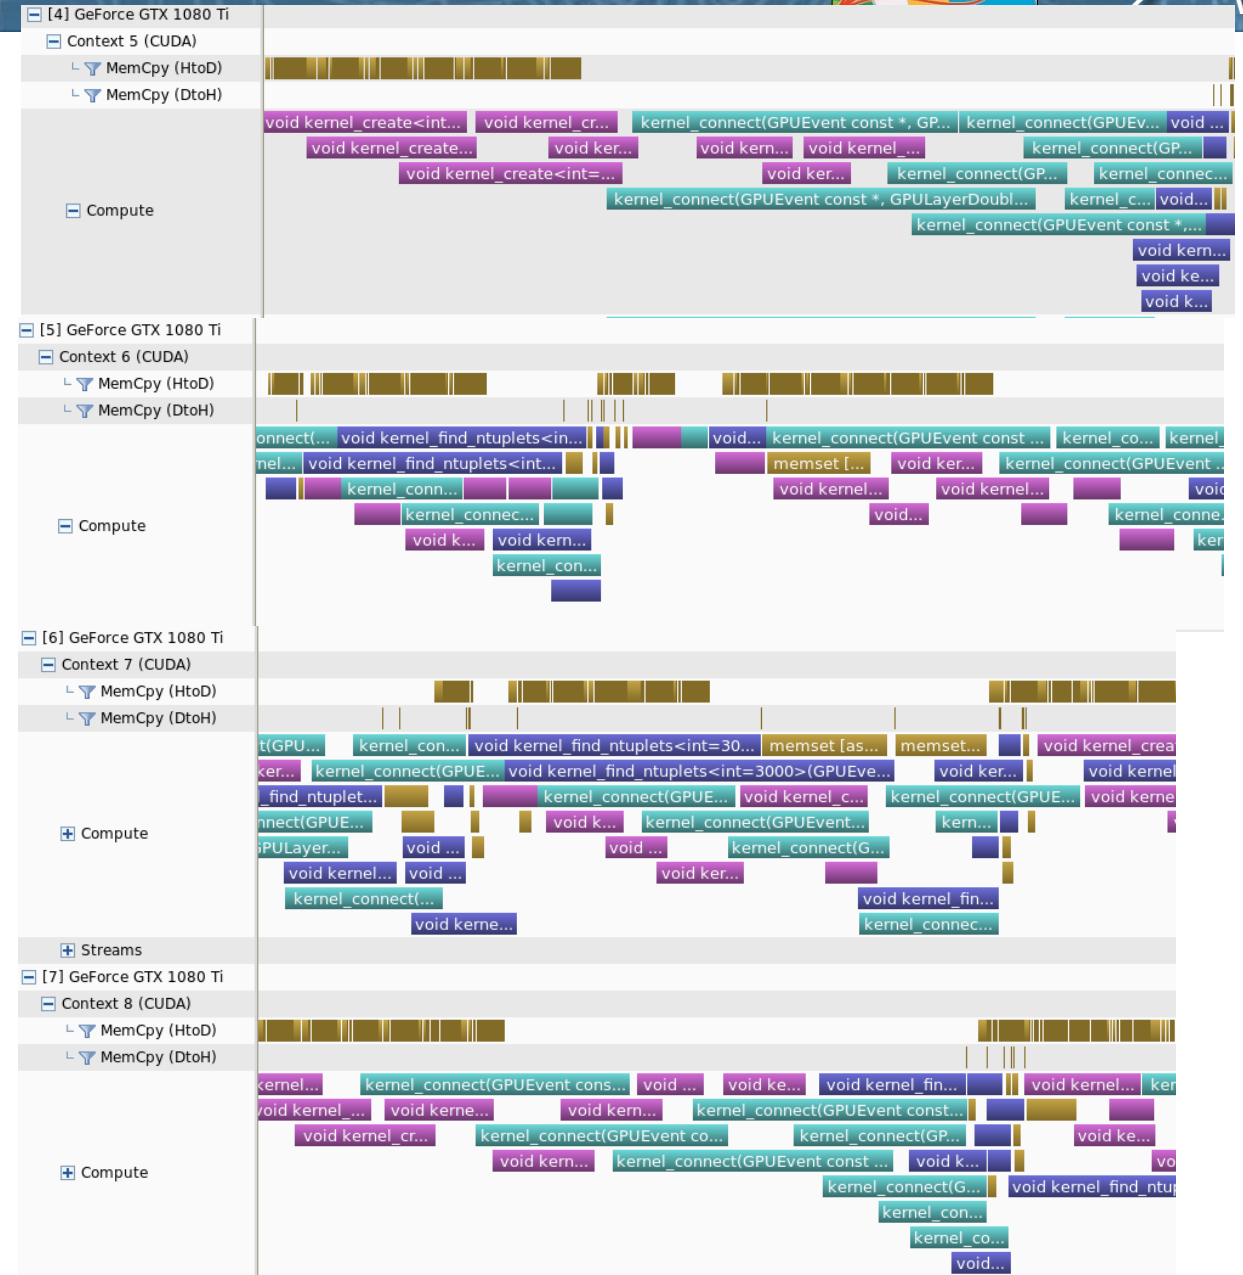 [4] GeForce GTX 1080 Ti
Context 5 (CUDA)
MemCpy (HtoD)
MemCpy (DtoH)
void kernel_create<int... void kernel_cr... kernel_connect(GPUEvent const *, GP... kernel_connect(GPUEv... void ...
void kernel_create... void ker... void kern... void kernel_... kernel_connect(GP...
void kernel_create<int=... void ker... kernel_connect(GP... kernel_connec...
Compute kernel_connect(GPUEvent const *, GPULayerDoubl... kernel_c... void...
kernel_connect(GPUEvent const *,...
void kern...
void ke...
void k...
[5] GeForce GTX 1080 Ti
Context 6 (CUDA)
MemCpy (HtoD)
MemCpy (DtoH)
onnect(... void kernel_find_ntuplets<in... void... kernel_connect(GPUEvent const ... kernel_co... kernel_
nel... void kernel_find_ntuplets<int... memset [... void ker... kernel_connect(GPUEvent ..
kernel_conn... void kernel... void kernel... void
kernel_connec... void... kernel_conne.
Compute void k... void kern... ker
kernel_con...
[6] GeForce GTX 1080 Ti
Context 7 (CUDA)
MemCpy (HtoD)
MemCpy (DtoH)
t(GPU... kernel_con... void kernel_find_ntuplets<int=30... memset [as... memset... void kernel_crea
ker... kernel_connect(GPUE... void kernel_find_ntuplets<int=3000>(GPUEve... void ker... void kernel
_find_ntuplet... kernel_connect(GPUE... void kernel_c... kernel_connect(GPUE... void kerne
nnect(GPUE... void k... kernel_connect(GPUEvent... kern...
Compute GPULayer... void ... void ... kernel_connect(G...
void kernel... void ... void ker...
kernel_connect(... void kernel_fin...
void kerne... kernel_connec...
Streams
[7] GeForce GTX 1080 Ti
Context 8 (CUDA)
MemCpy (HtoD)
MemCpy (DtoH)
kernel... kernel_connect(GPUEvent cons... void ... void ke... void kernel_fin... void kernel... ker
void kernel_... void kerne... void kern... kernel_connect(GPUEvent const...
void kernel_cr... kernel_connect(GPUEvent co... kernel_connect(GP... void ke...
Compute void kern... kernel_connect(GPUEvent const ... void k... vo
kernel_connect(G... void kernel_find_ntup
kernel_con...
kernel_co...
void...